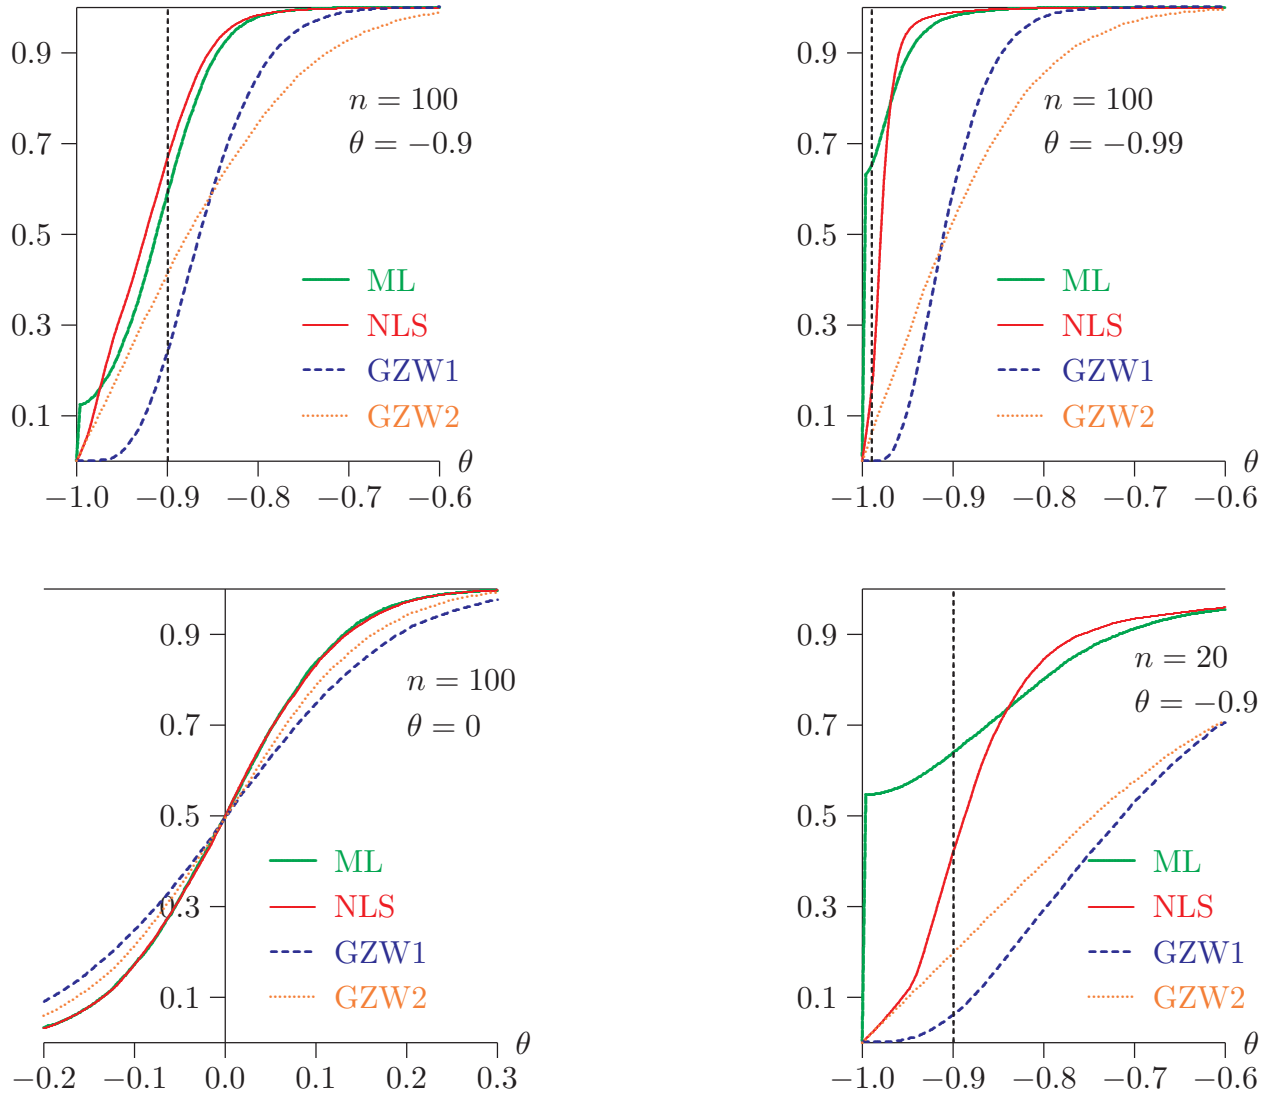 0.9
0.7
0.5
0.3
0.1
n = 100
θ = −0.9
ML
NLS
GZW1
GZW2
θ
−1.0 −0.9 −0.8 −0.7 −0.6
0.9
0.7
0.5
0.3
0.1
n = 100
θ = −0.99
ML
NLS
GZW1
GZW2
θ
−1.0 −0.9 −0.8 −0.7 −0.6
0.9
0.7
0.5
0.3
0.1
n = 100
θ = 0
ML
NLS
GZW1
GZW2
θ
−0.2 −0.1 0.0 0.1 0.2 0.3
0.9
0.7
0.5
0.3
0.1
n = 20
θ = −0.9
ML
NLS
GZW1
GZW2
θ
−1.0 −0.9 −0.8 −0.7 −0.6